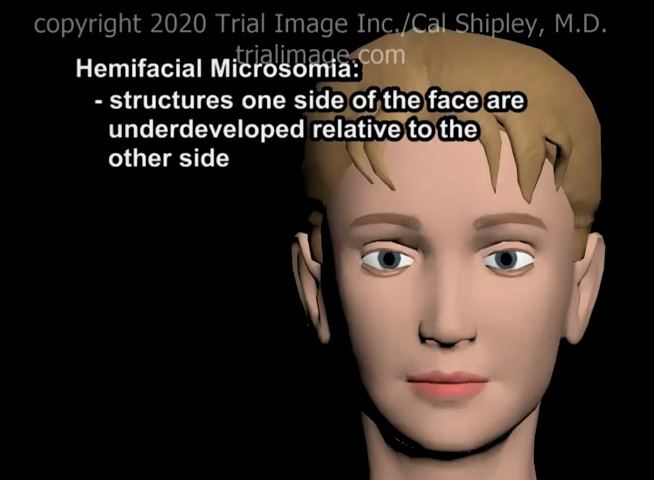 copyright 2020 Trial Image Inc./Cal Shipley, M.D.
trialimage.com
Hemifacial Microsomia:
- structures one side of the face are
underdeveloped relative to the
other side